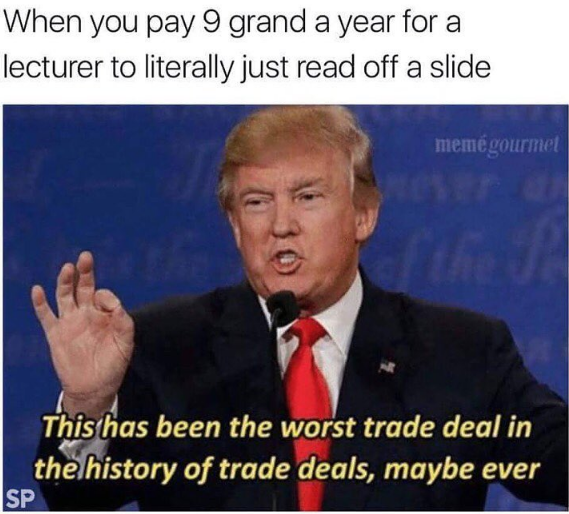 When you pay 9 grand a year for a
lecturer to literally just read off a slide
memégourmet
This has been the worst trade deal in
the history of trade deals, maybe ever
SP